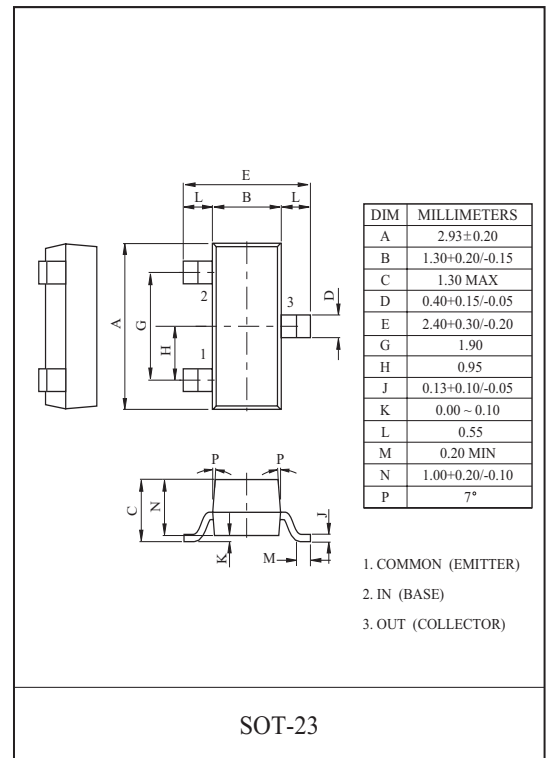 E
L B L
A
G
H
2
1
3
D
DIM MILLIMETERS
A 2.93±0.20
B 1.30+0.20/-0.15
C 1.30 MAX
D 0.40+0.15/-0.05
E 2.40+0.30/-0.20
G 1.90
H 0.95
J 0.13+0.10/-0.05
K 0.00 ~ 0.10
L 0.55
M 0.20 MIN
N 1.00+0.20/-0.10
P 7°
P P
C
N
K
M
J
1. COMMON (EMITTER)
2. IN (BASE)
3. OUT (COLLECTOR)
SOT-23